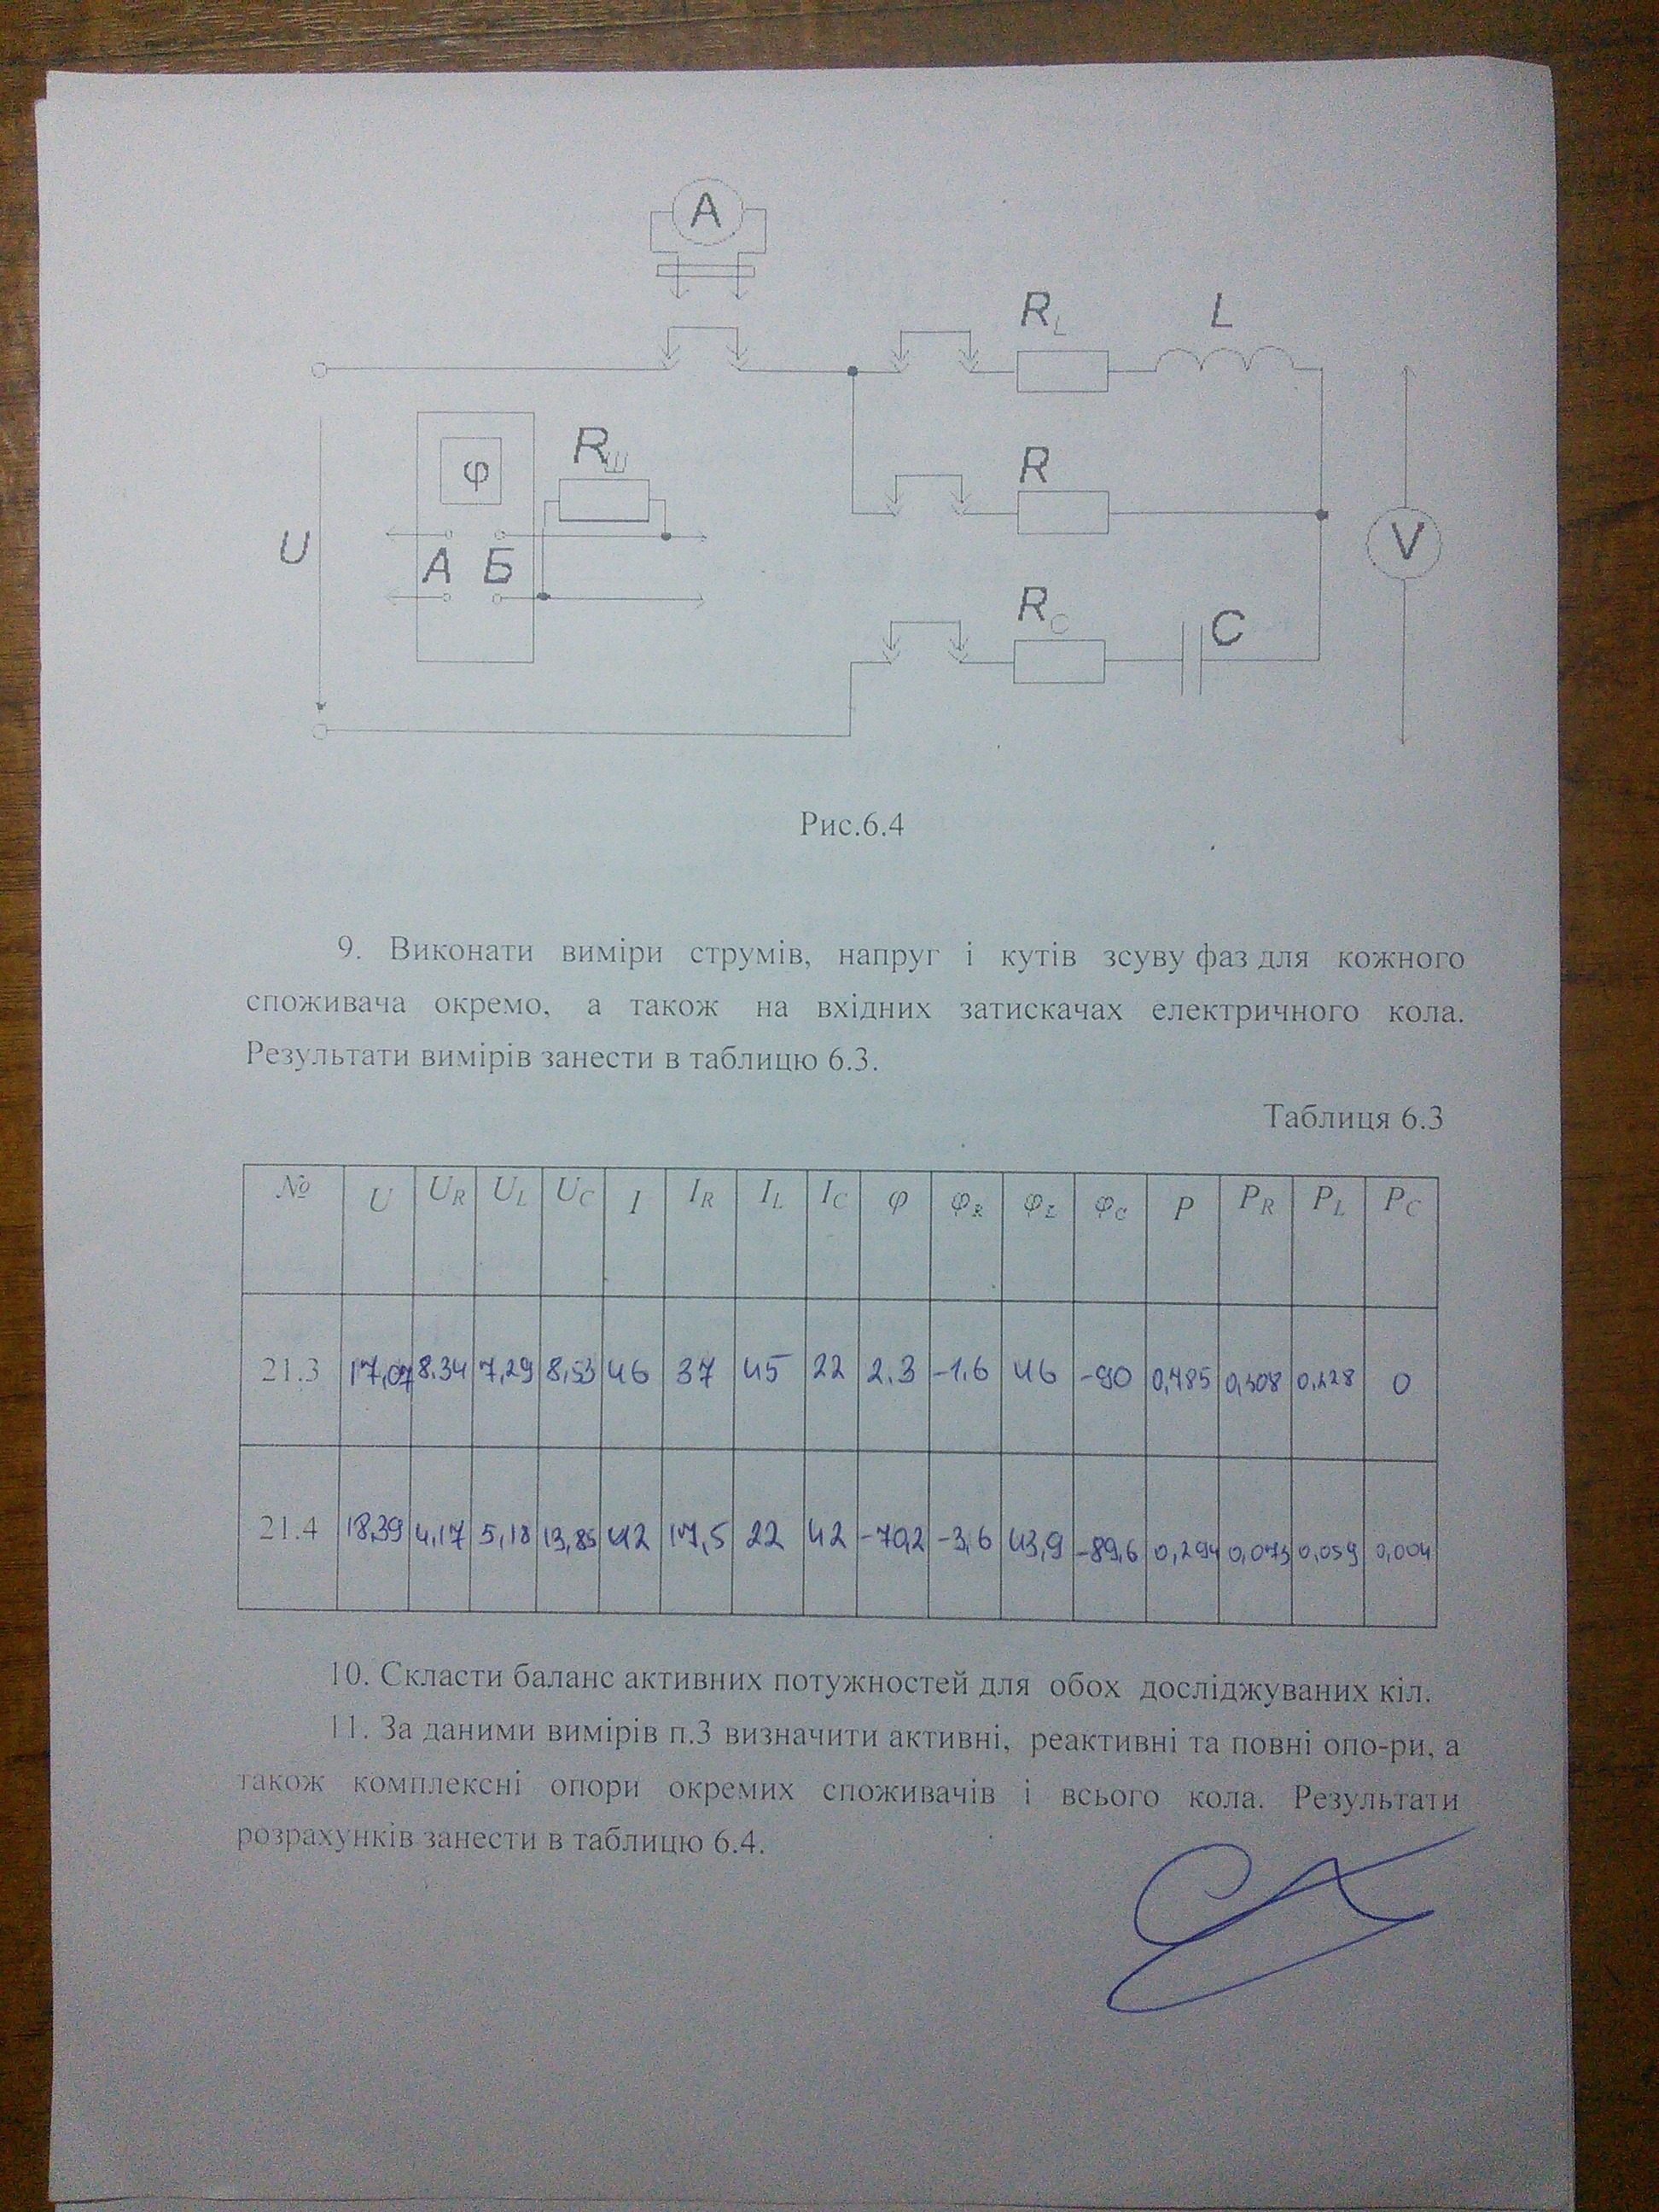 A
R_L L
φ R_Ш R
U A Б V
R_C C
Рис.6.4
9. Виконати виміри струмів, напруг і кутів зсуву фаз для кожного
споживача окремо, а також на вхідних затискачах електричного кола.
Результати вимірів занести в таблицю 6.3.
Таблиця 6.3
№ U U_R U_L U_C I I_R I_L I_C φ φ_R φ_L φ_C P P_R P_L P_C
21.3 17,07 8.34 7,29 8,53 46 37 45 22 2.3 -1.6 46 -90 0,785 0,308 0,228 0
21.4 18,39 4,17 5,18 13,85 42 17,5 22 42 -70,2 -3,6 43,9 -89,6 0,294 0,073 0,059 0,004
10. Скласти баланс активних потужностей для обох досліджуваних кіл.
11. За даними вимірів п.3 визначити активні, реактивні та повні опо-ри, а
також комплексні опори окремих споживачів і всього кола. Результати
розрахунків занести в таблицю 6.4.